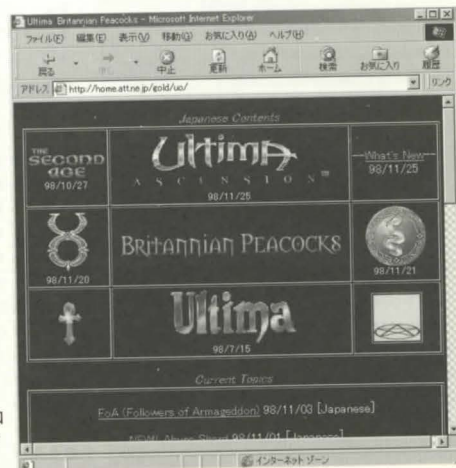 Ultima Britannian Peacocks - Microsoft Internet Explorer
ファイル(F) 編集(E) 表示(V) 移動(G) お気に入り(A) ヘルプ(H)
戻る 中止 更新 ホーム 検索 お気に入り 履歴
アドレス http://home.att.ne.jp/gold/uo/ リンク
Japanese Contents
THE SECOND AGE
98/10/27
Ultima
ASCENSION
98/11/25
What's New
98/11/25
98/11/20
BRITANNIAN PEACOCKS
98/11/21
Ultima
98/7/15
Current Topics
FoA (Followers of Armageddon) 98/11/03 [Japanese]
98/11/01 [Japanese]
インターネット ゾーン